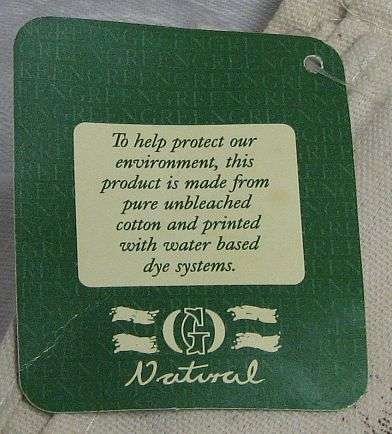 To help protect our
environment, this
product is made from
pure unbleached
cotton and printed
with water based
dye systems.
G
Natural